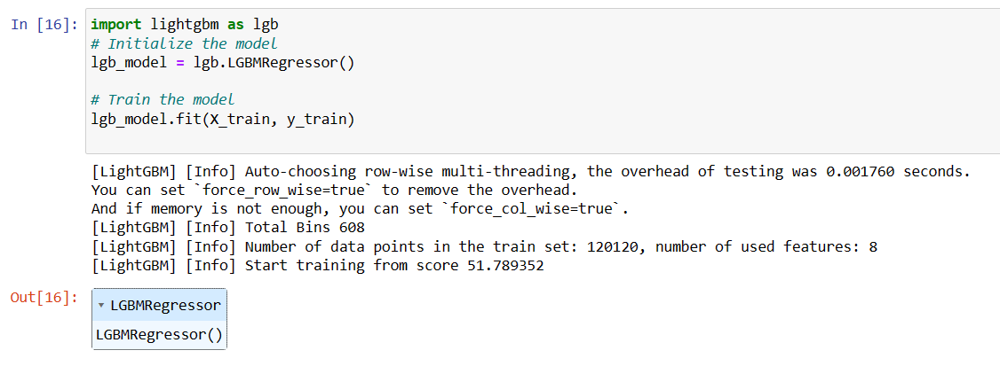 In [16]: import lightgbm as lgb
# Initialize the model
lgb_model = lgb.LGBMRegressor()
# Train the model
lgb_model.fit(X_train, y_train)
[LightGBM] [Info] Auto-choosing row-wise multi-threading, the overhead of testing was 0.001760 seconds.
You can set `force_row_wise=true` to remove the overhead.
And if memory is not enough, you can set `force_col_wise=true`.
[LightGBM] [Info] Total Bins 608
[LightGBM] [Info] Number of data points in the train set: 120120, number of used features: 8
[LightGBM] [Info] Start training from score 51.789352
Out[16]: ▾ LGBMRegressor
LGBMRegressor()